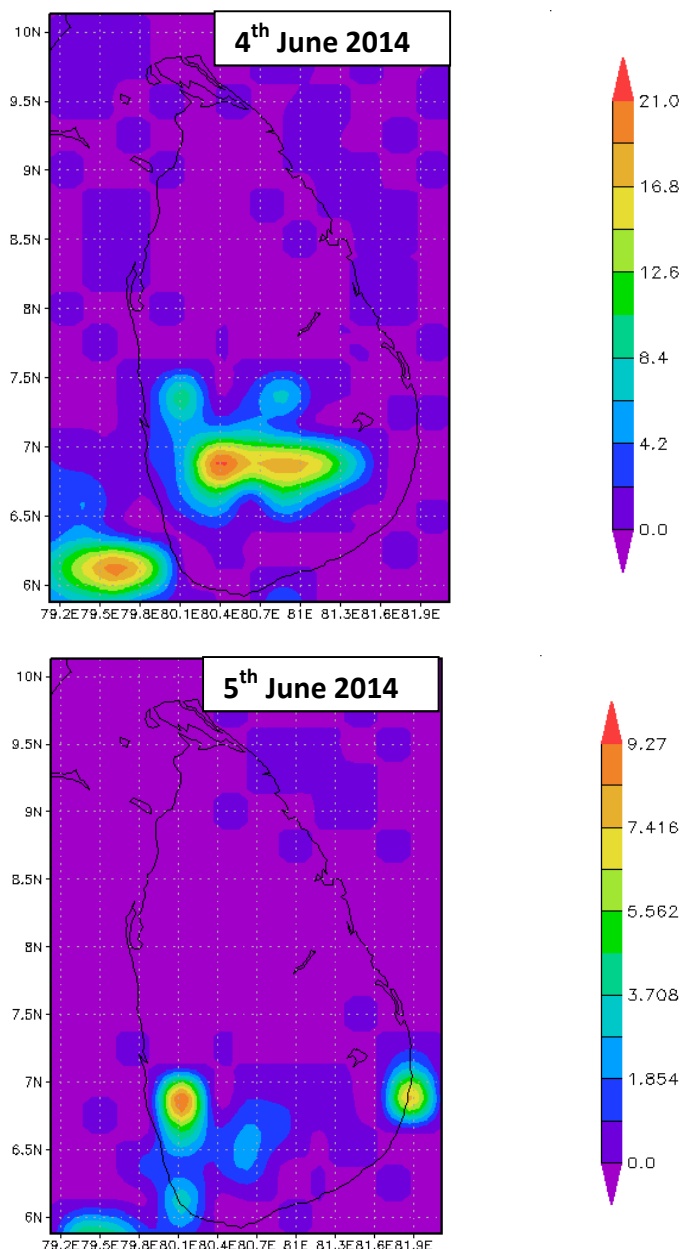 4th June 2014
10N
9.5N
9N
8.5N
8N
7.5N
7N
6.5N
6N
79.2E79.5E79.8E80.1E80.4E80.7E 81E 81.3E81.6E81.9E
21.0
16.8
12.6
8.4
4.2
0.0
5th June 2014
10N
9.5N
9N
8.5N
8N
7.5N
7N
6.5N
6N
79.2E79.5E79.8E80.1E80.4E80.7E 81E 81.3E81.6E81.9E
9.27
7.416
5.562
3.708
1.854
0.0